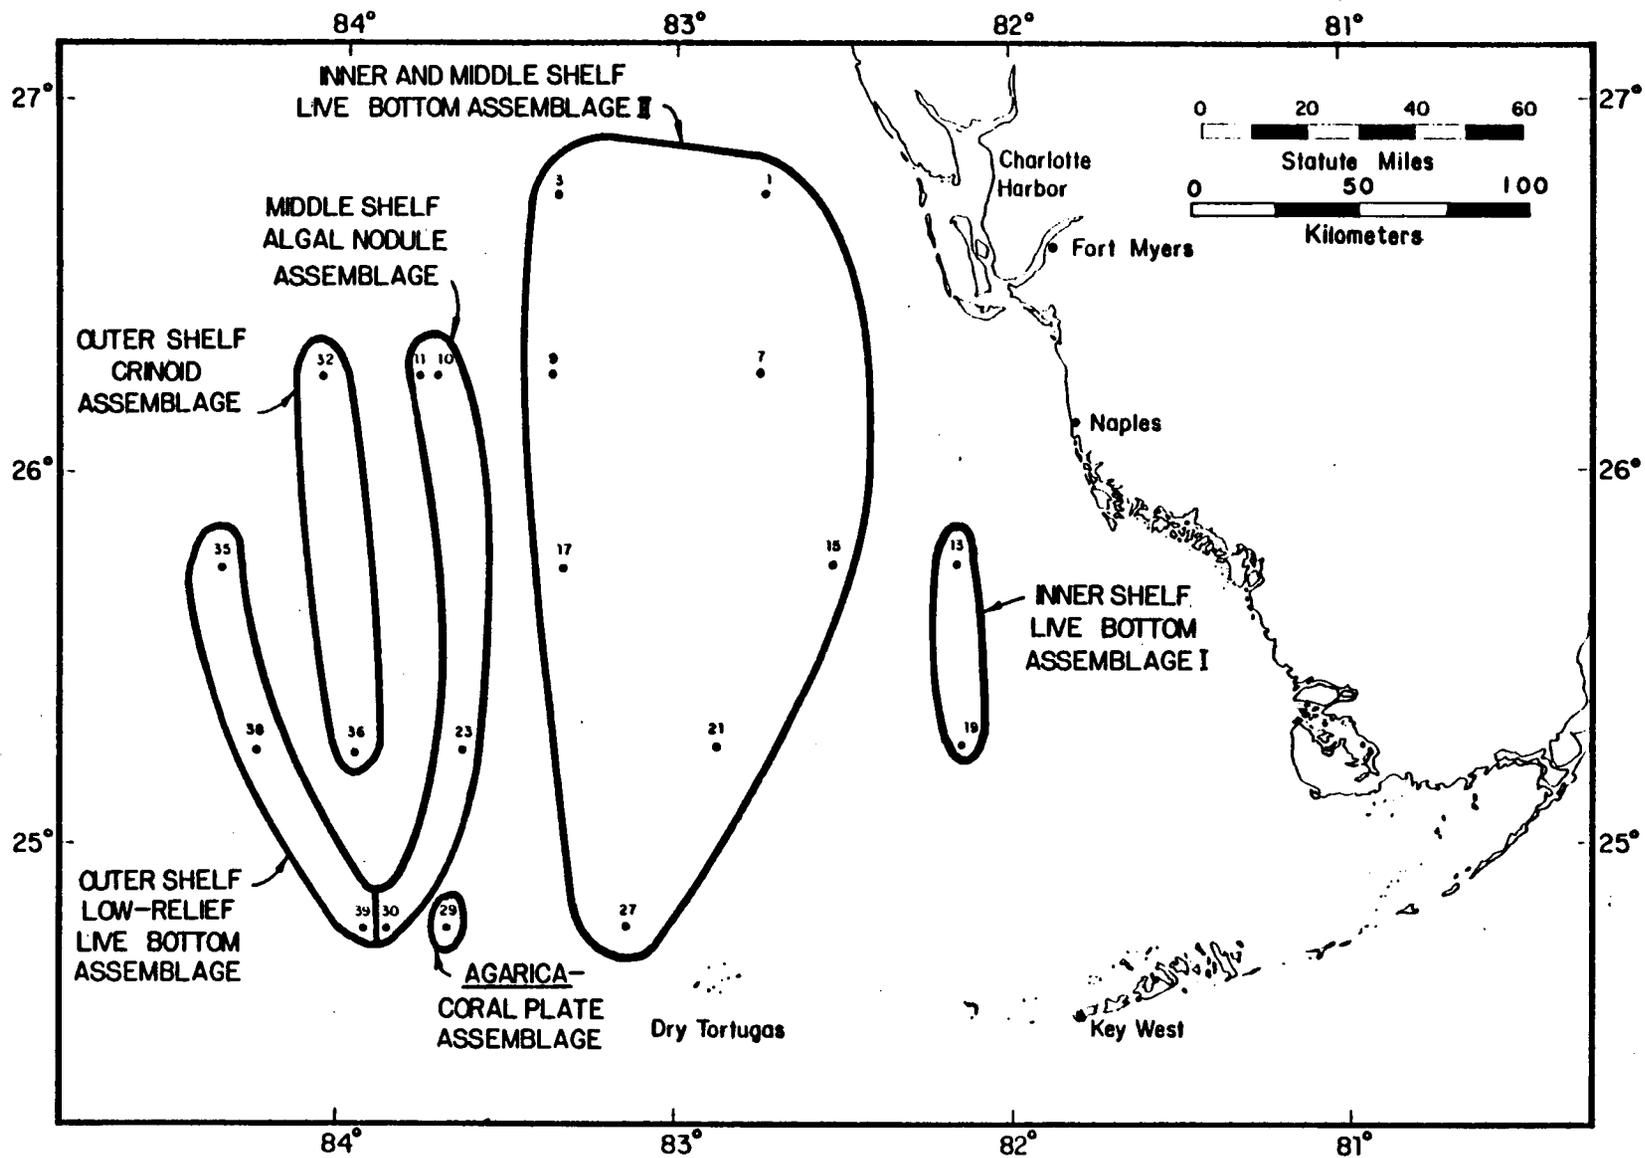 84° 83° 82° 81°
27°
27°
INNER AND MIDDLE SHELF
LIVE BOTTOM ASSEMBLAGE II
0 20 40 60
Statute Miles
0 50 100
Kilometers
Charlotte
Harbor
Fort Myers
3
1
MIDDLE SHELF
ALGAL NODULE
ASSEMBLAGE
OUTER SHELF
CRINOID
ASSEMBLAGE
32
11 10
9
7
Naples
26°
26°
35
17
15
13
INNER SHELF
LIVE BOTTOM
ASSEMBLAGE I
38
36
23
21
19
25°
25°
OUTER SHELF
LOW-RELIEF
LIVE BOTTOM
ASSEMBLAGE
39 30
29
27
AGARICA-
CORAL PLATE
ASSEMBLAGE
Dry Tortugas
Key West
84° 83° 82° 81°